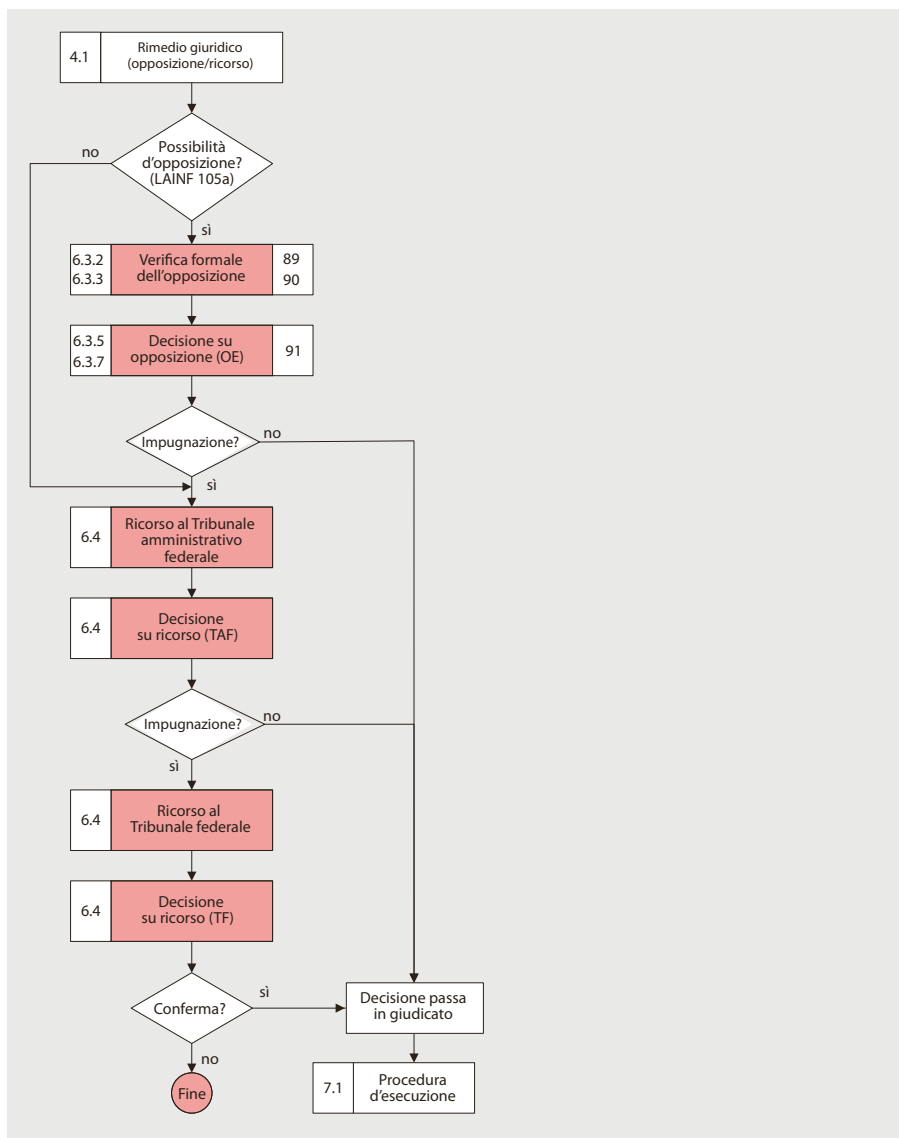 4.1
Rimedio giuridico
(opposizione/ricorso)
Possibilità
d'opposizione?
(LAINF 105a)
no
sì
6.3.2
6.3.3
Verifica formale
dell'opposizione
89
90
6.3.5
6.3.7
Decisione su
opposizione (OE)
91
Impugnazione?
no
sì
6.4
Ricorso al Tribunale
amministrativo
federale
6.4
Decisione
su ricorso (TAF)
Impugnazione?
no
sì
6.4
Ricorso al
Tribunale federale
6.4
Decisione
su ricorso (TF)
Conferma?
sì
Decisione passa
in giudicato
no
Fine
7.1
Procedura
d'esecuzione